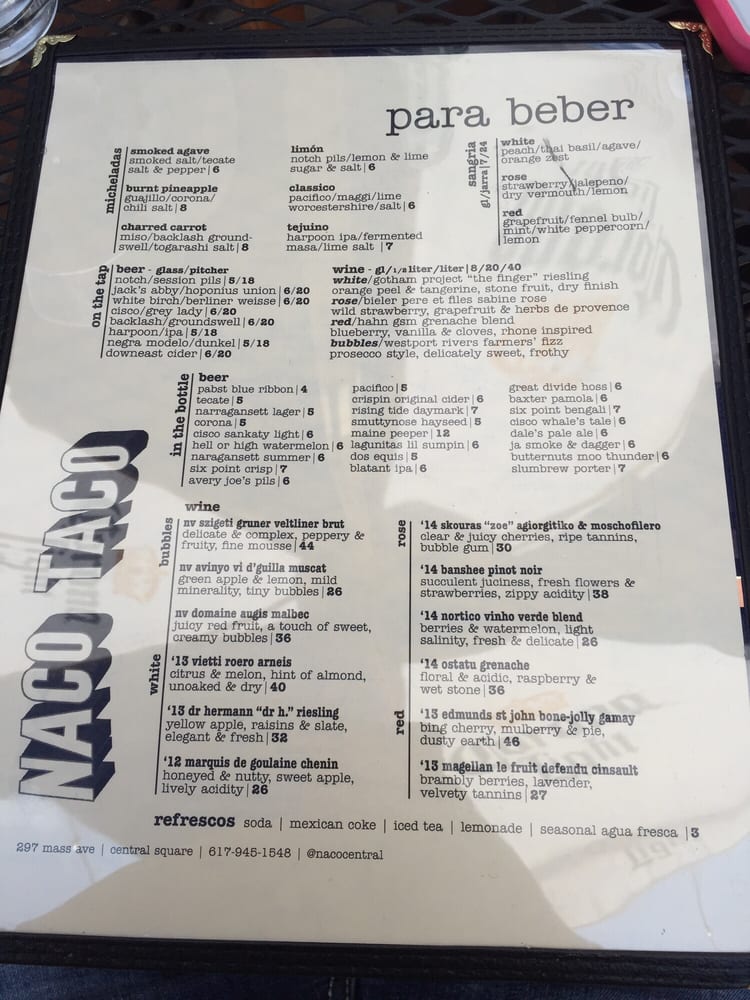 para beber
micheladas
smoked agave
smoked salt/tecate
salt & pepper | 6
burnt pineapple
guajillo/corona/
chili salt | 8
charred carrot
miso/backlash ground-
swell/togarashi salt | 8
limón
notch pils/lemon & lime
sugar & salt | 6
classico
pacifico/maggi/lime
worcestershire/salt | 6
tejuino
harpoon ipa/fermented
masa/lime salt | 7
sangria
gl/jarra | 7/24
white
peach/thai basil/agave/
orange zest
rose
strawberry/jalepeno/
dry vermouth/lemon
red
grapefruit/fennel bulb/
mint/white peppercorn/
lemon
on the tap
beer - glass/pitcher
notch/session pils | 5/18
jack's abby/hoponius union | 6/20
white birch/berliner weisse | 6/20
cisco/grey lady | 6/20
backlash/groundswell | 6/20
harpoon/ipa | 5/18
negra modelo/dunkel | 5/18
downeast cider | 6/20
wine - gl/1/2 liter/liter | 8/20/40
white/gotham project "the finger" riesling
orange peel & tangerine, stone fruit, dry finish
rose/bieler pere et files sabine rose
wild strawberry, grapefruit & herbs de provence
red/hahn gsm grenache blend
blueberry, vanilla & cloves, rhone inspired
bubbles/westport rivers farmers' fizz
prosecco style, delicately sweet, frothy
in the bottle
beer
pabst blue ribbon | 4
tecate | 5
narragansett lager | 5
corona | 5
cisco sankaty light | 6
hell or high watermelon | 6
naragansett summer | 6
six point crisp | 7
avery joe's pils | 6
pacifico | 5
crispin original cider | 6
rising tide daymark | 7
smuttynose hayseed | 5
maine peeper | 12
lagunitas lil sumpin | 6
dos equis | 5
blatant ipa | 6
great divide hoss | 6
baxter pamola | 6
six point bengali | 7
cisco whale's tale | 6
dale's pale ale | 6
ja smoke & dagger | 6
butternuts moo thunder | 6
slumbrew porter | 7
wine
bubbles
nv szigeti gruner veltliner brut
delicate & complex, peppery &
fruity, fine mousse | 44
nv avinyo vi d'guilla muscat
green apple & lemon, mild
minerality, tiny bubbles | 26
nv domaine augis malbec
juicy red fruit, a touch of sweet,
creamy bubbles | 36
white
'13 vietti roero arneis
citrus & melon, hint of almond,
unoaked & dry | 40
'13 dr hermann "dr h." riesling
yellow apple, raisins & slate,
elegant & fresh | 32
'12 marquis de goulaine chenin
honeyed & nutty, sweet apple,
lively acidity | 26
rose
'14 skouras "zoe" agiorgitiko & moschofilero
clear & juicy cherries, ripe tannins,
bubble gum | 30
'14 banshee pinot noir
succulent juciness, fresh flowers &
strawberries, zippy acidity | 38
'14 nortico vinho verde blend
berries & watermelon, light
salinity, fresh & delicate | 26
'14 ostatu grenache
floral & acidic, raspberry &
wet stone | 36
red
'13 edmunds st john bone-jolly gamay
bing cherry, mulberry & pie,
dusty earth | 46
'13 magellan le fruit defendu cinsault
brambly berries, lavender,
velvety tannins | 27
NACO TACO
refrescos soda | mexican coke | iced tea | lemonade | seasonal agua fresca | 3
297 mass ave | central square | 617-945-1548 | @nacocentral